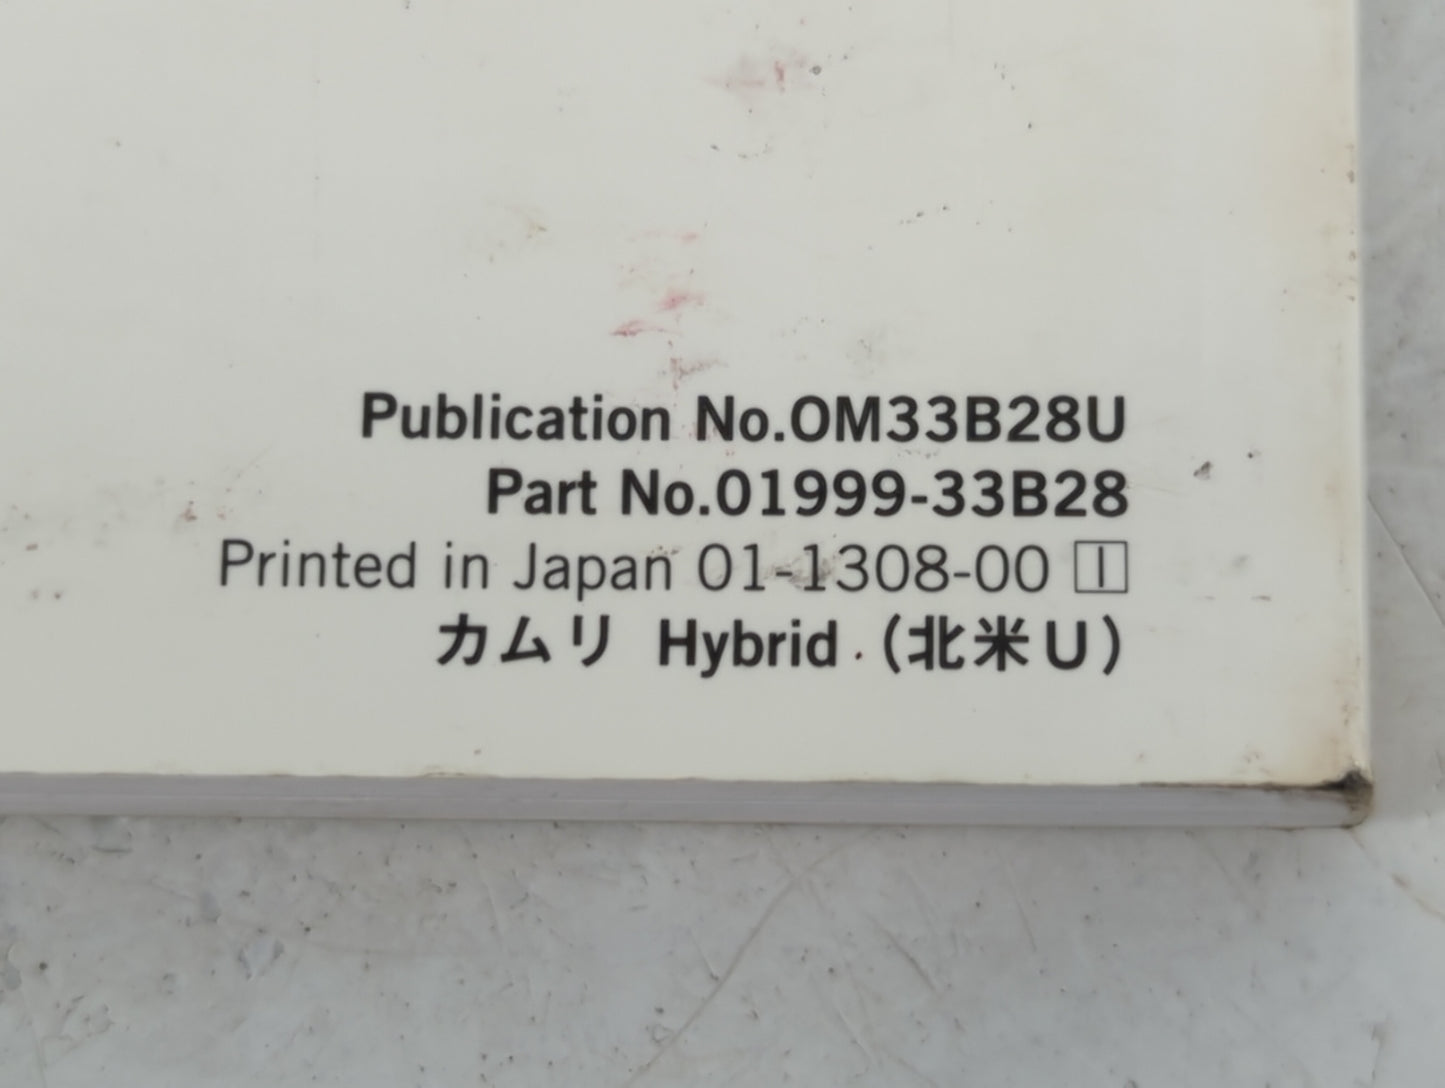 Publication No.OM33B28U
Part No.01999-33B28
Printed in Japan 01-1308-00 I
カムリ Hybrid (北米U)